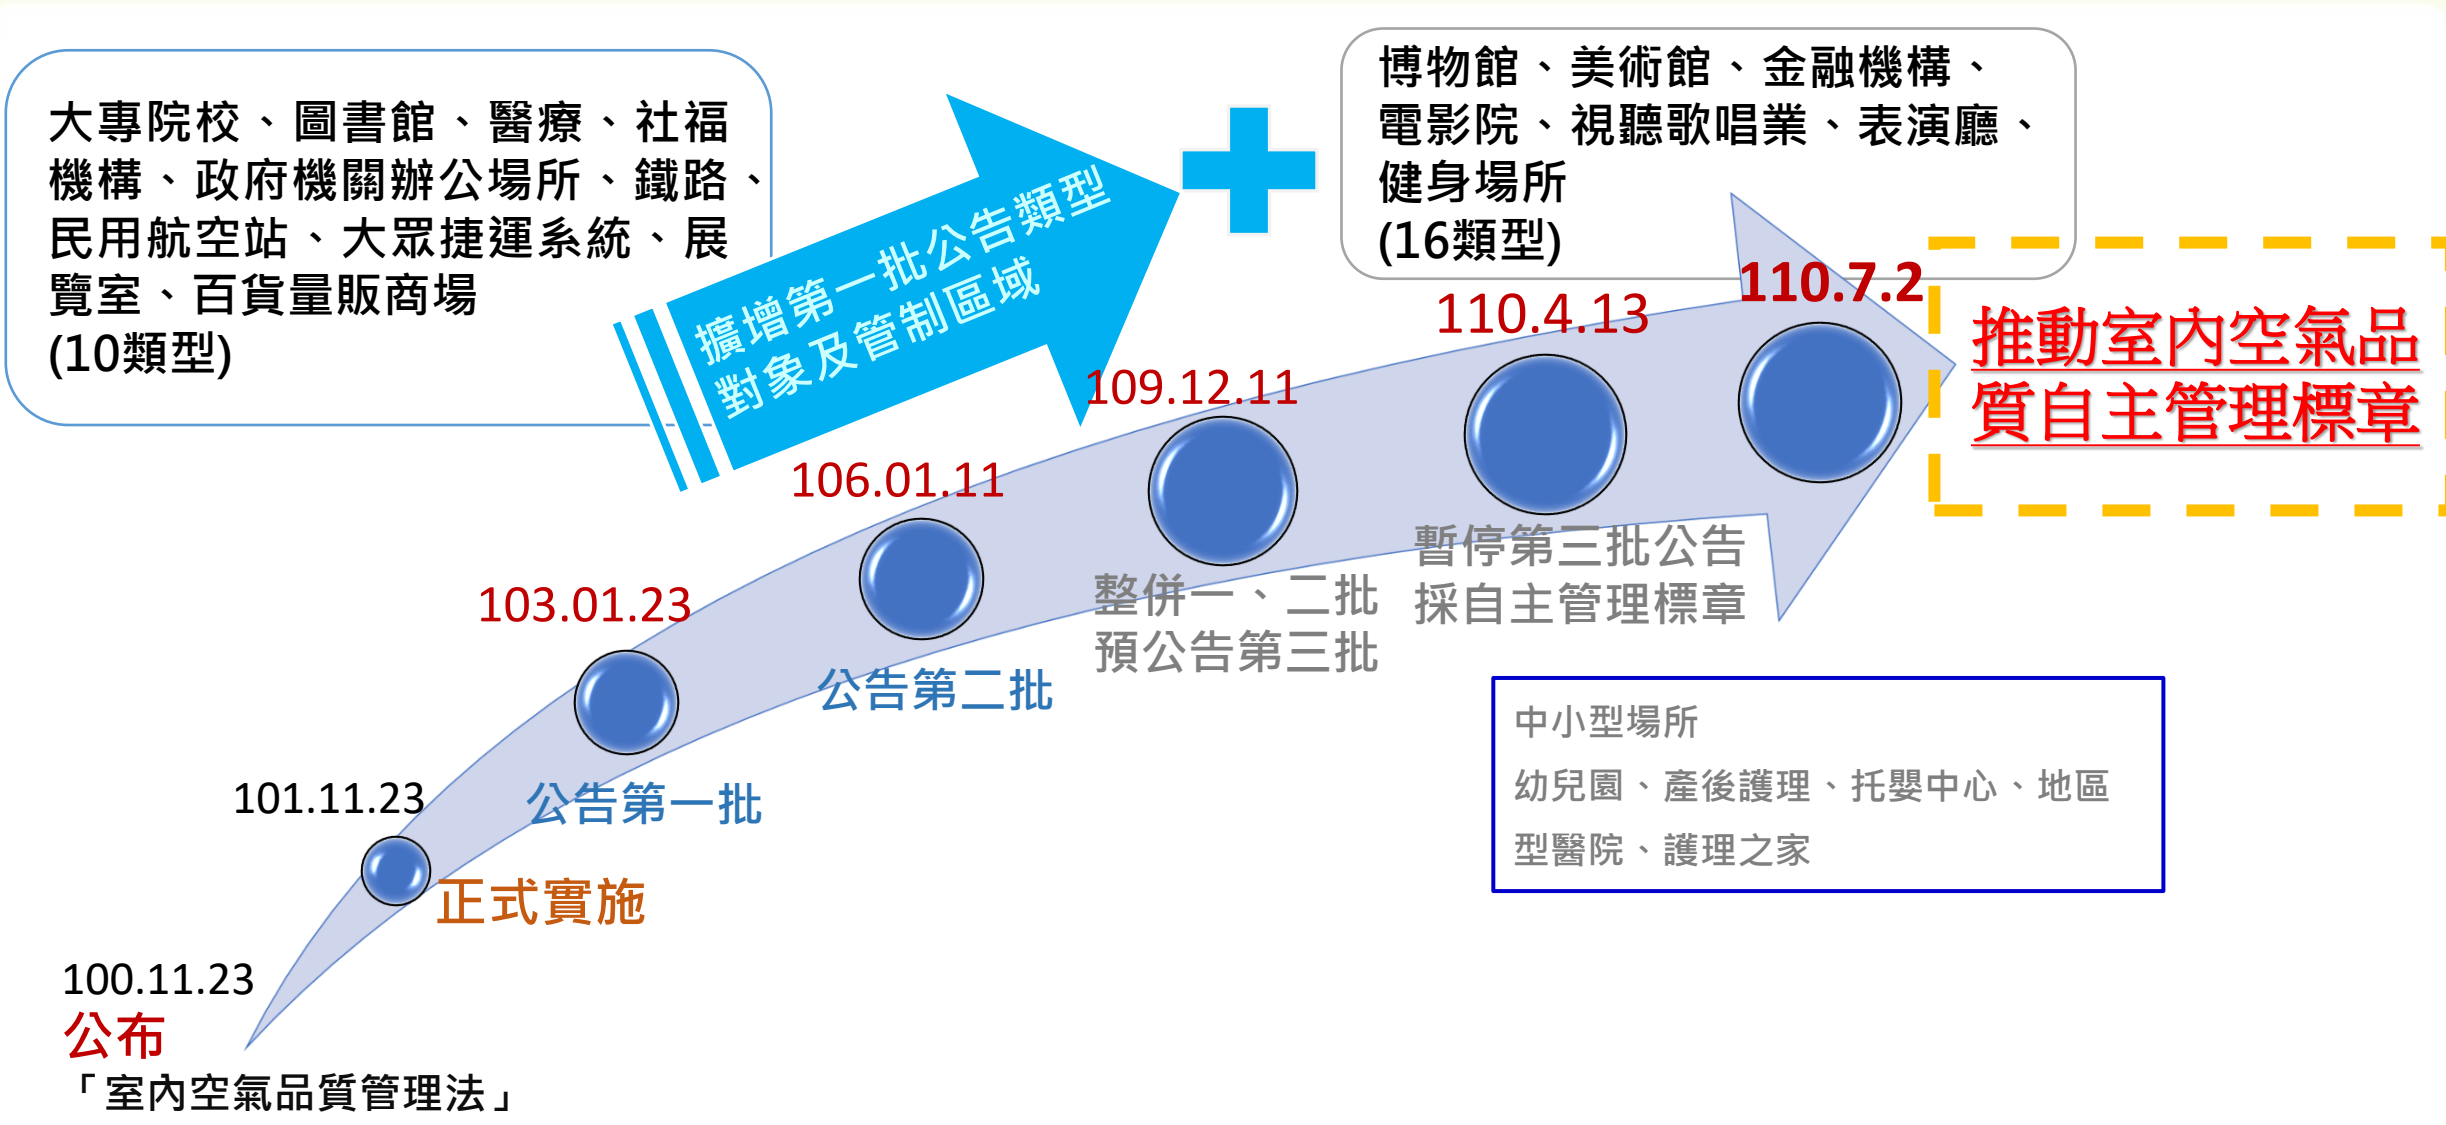 大專院校、圖書館、醫療、社福
機構、政府機關辦公場所、鐵路、
民用航空站、大眾捷運系統、展
覽室、百貨量販商場
(10類型)
擴增第一批公告類型
對象及管制區域
博物館、美術館、金融機構、
電影院、視聽歌唱業、表演廳、
健身場所
(16類型)
110.7.2
推動室內空氣品
質自主管理標章
110.4.13
暫停第三批公告
採自主管理標章
109.12.11
整併一、二批
預公告第三批
106.01.11
公告第二批
103.01.23
公告第一批
101.11.23
正式實施
100.11.23
公布
「室內空氣品質管理法」
中小型場所
幼兒園、產後護理、托嬰中心、地區
型醫院、護理之家